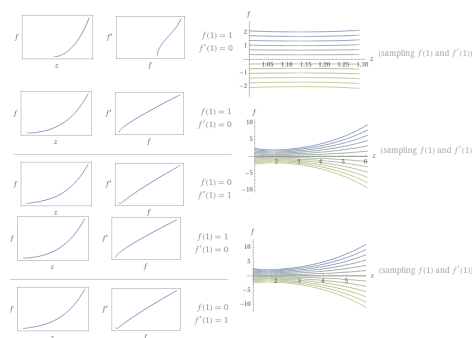 f
z
f′
f
f(1) = 1
f′(1) = 0
f
2
1
−1
−2
1.05 1.10 1.15 1.20 1.25 1.30
z
(sampling f(1) and f′(1))
f
z
f′
f
f(1) = 1
f′(1) = 0
f
10
5
−5
−10
2 3 4 5 6
z
(sampling f(1) and f′(1)
f
z
f′
f
f(1) = 0
f′(1) = 1
f
z
f′
f
f(1) = 1
f′(1) = 0
f
10
5
−5
−10
2 3 4 5
z
(sampling f(1) and f′(1))
f
z
f′
f
f(1) = 0
f′(1) = 1